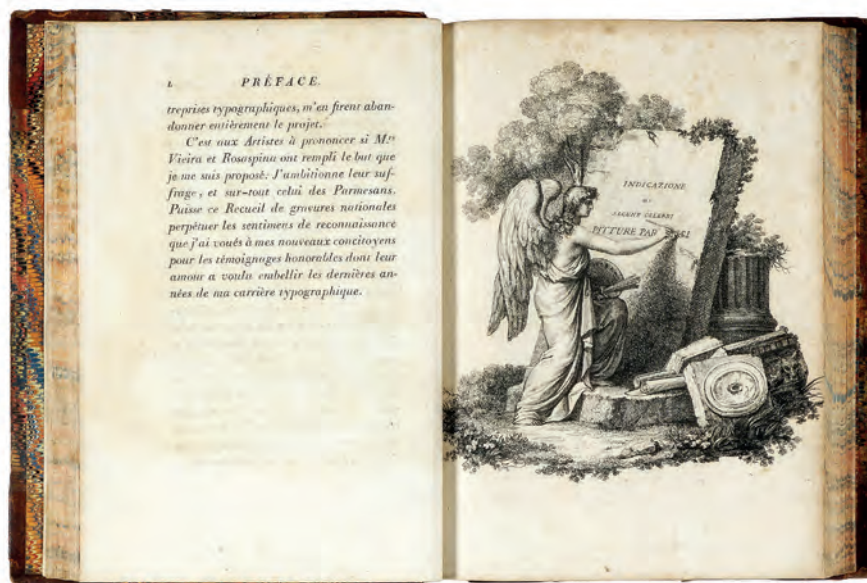 L PRÉFACE.
treprises typographiques, m'en firent aban-
donner entièrement le projet.
C'est aux Artistes à prononcer si M.rs
Vieira et Rosaspina ont rempli le but que
je me suis proposé. J'ambitionne leur suf-
frage, et sur-tout celui des Parmesans.
Puisse ce Recueil de gravures nationales
perpétuer les sentimens de reconnaissance
que j'ai voués à mes nouveaux concitoyens
pour les témoignages honorables dont leur
amour a voulu embellir les dernières an-
nées de ma carrière typographique.
INDICATIONE
PITTURE PAR